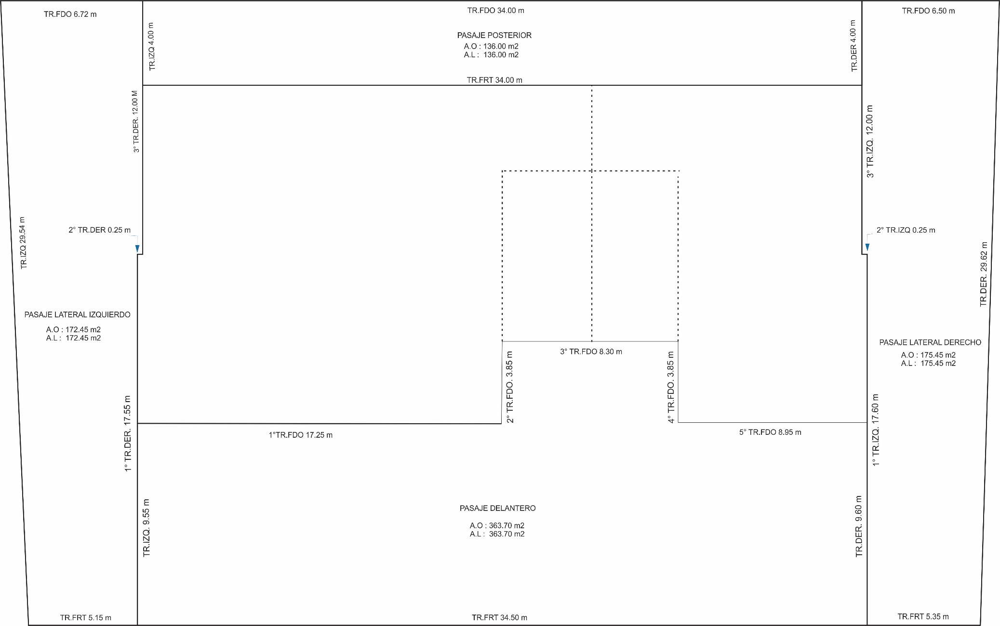 TR.FDO 6.72 m
TR.FDO 34.00 m
TR.FDO 6.50 m
TR.IZQ 4.00 m
PASAJE POSTERIOR
A.O : 136.00 m2
A.L : 136.00 m2
TR.DER 4.00 m
TR.FRT 34.00 m
3° TR.DER. 12.00 M
3° TR.IZQ. 12.00 m
2° TR.DER 0.25 m
2° TR.IZQ 0.25 m
TR.IZQ 29.54 m
TR.DER. 29.62 m
PASAJE LATERAL IZQUIERDO
A.O : 172.45 m2
A.L : 172.45 m2
PASAJE LATERAL DERECHO
A.O : 175.45 m2
A.L : 175.45 m2
3° TR.FDO 8.30 m
2° TR.FDO. 3.85 m
4° TR.FDO. 3.85 m
1° TR.DER. 17.55 m
1° TR.IZQ. 17.60 m
1°TR.FDO 17.25 m
5° TR.FDO 8.95 m
TR.IZQ. 9.55 m
PASAJE DELANTERO
A.O : 363.70 m2
A.L : 363.70 m2
TR.DER. 9.60 m
TR.FRT 5.15 m
TR.FRT 34.50 m
TR.FRT 5.35 m